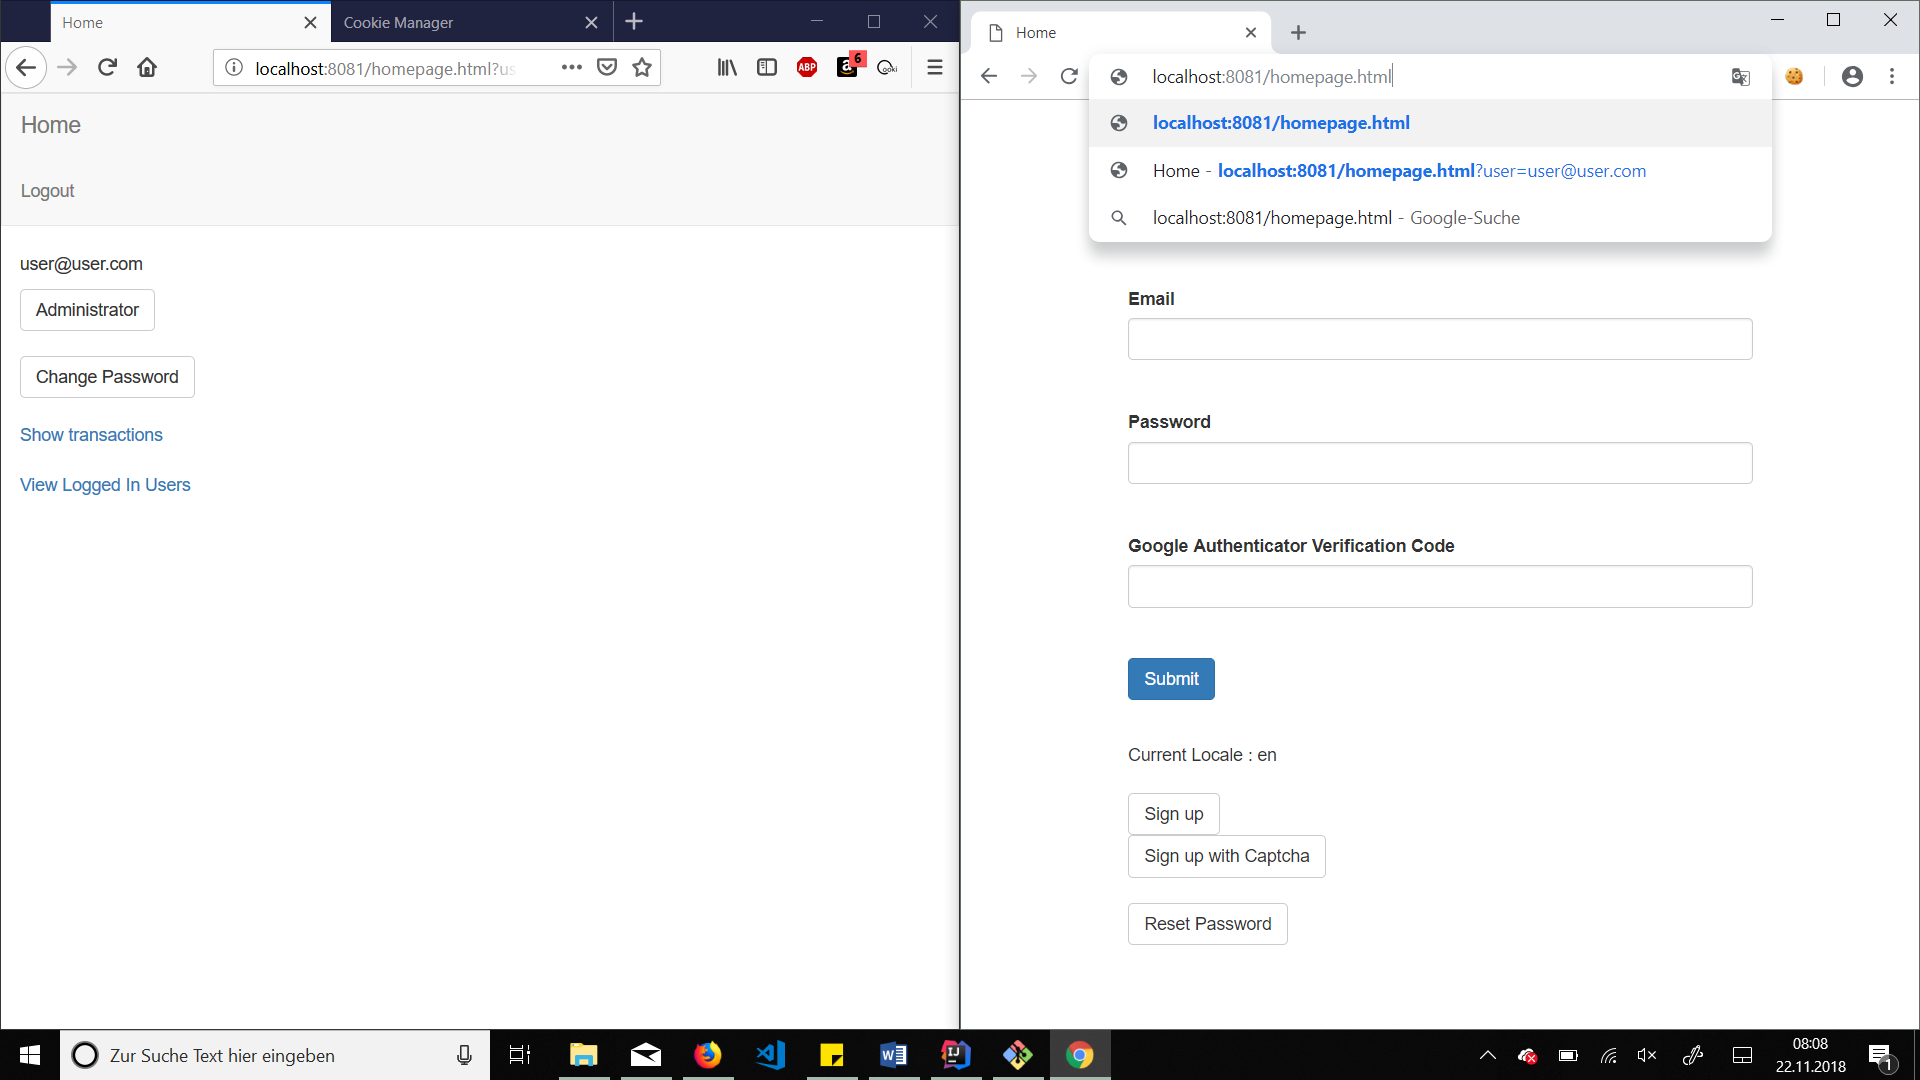 Home
Cookie Manager
localhost:8081/homepage.html?us
ABP
6
Home
Logout
user@user.com
Administrator
Change Password
Show transactions
View Logged In Users
Home
localhost:8081/homepage.html
localhost:8081/homepage.html
Home - localhost:8081/homepage.html?user=user@user.com
localhost:8081/homepage.html - Google-Suche
Email
Password
Google Authenticator Verification Code
Submit
Current Locale : en
Sign up
Sign up with Captcha
Reset Password
Zur Suche Text hier eingeben
08:08
22.11.2018
1